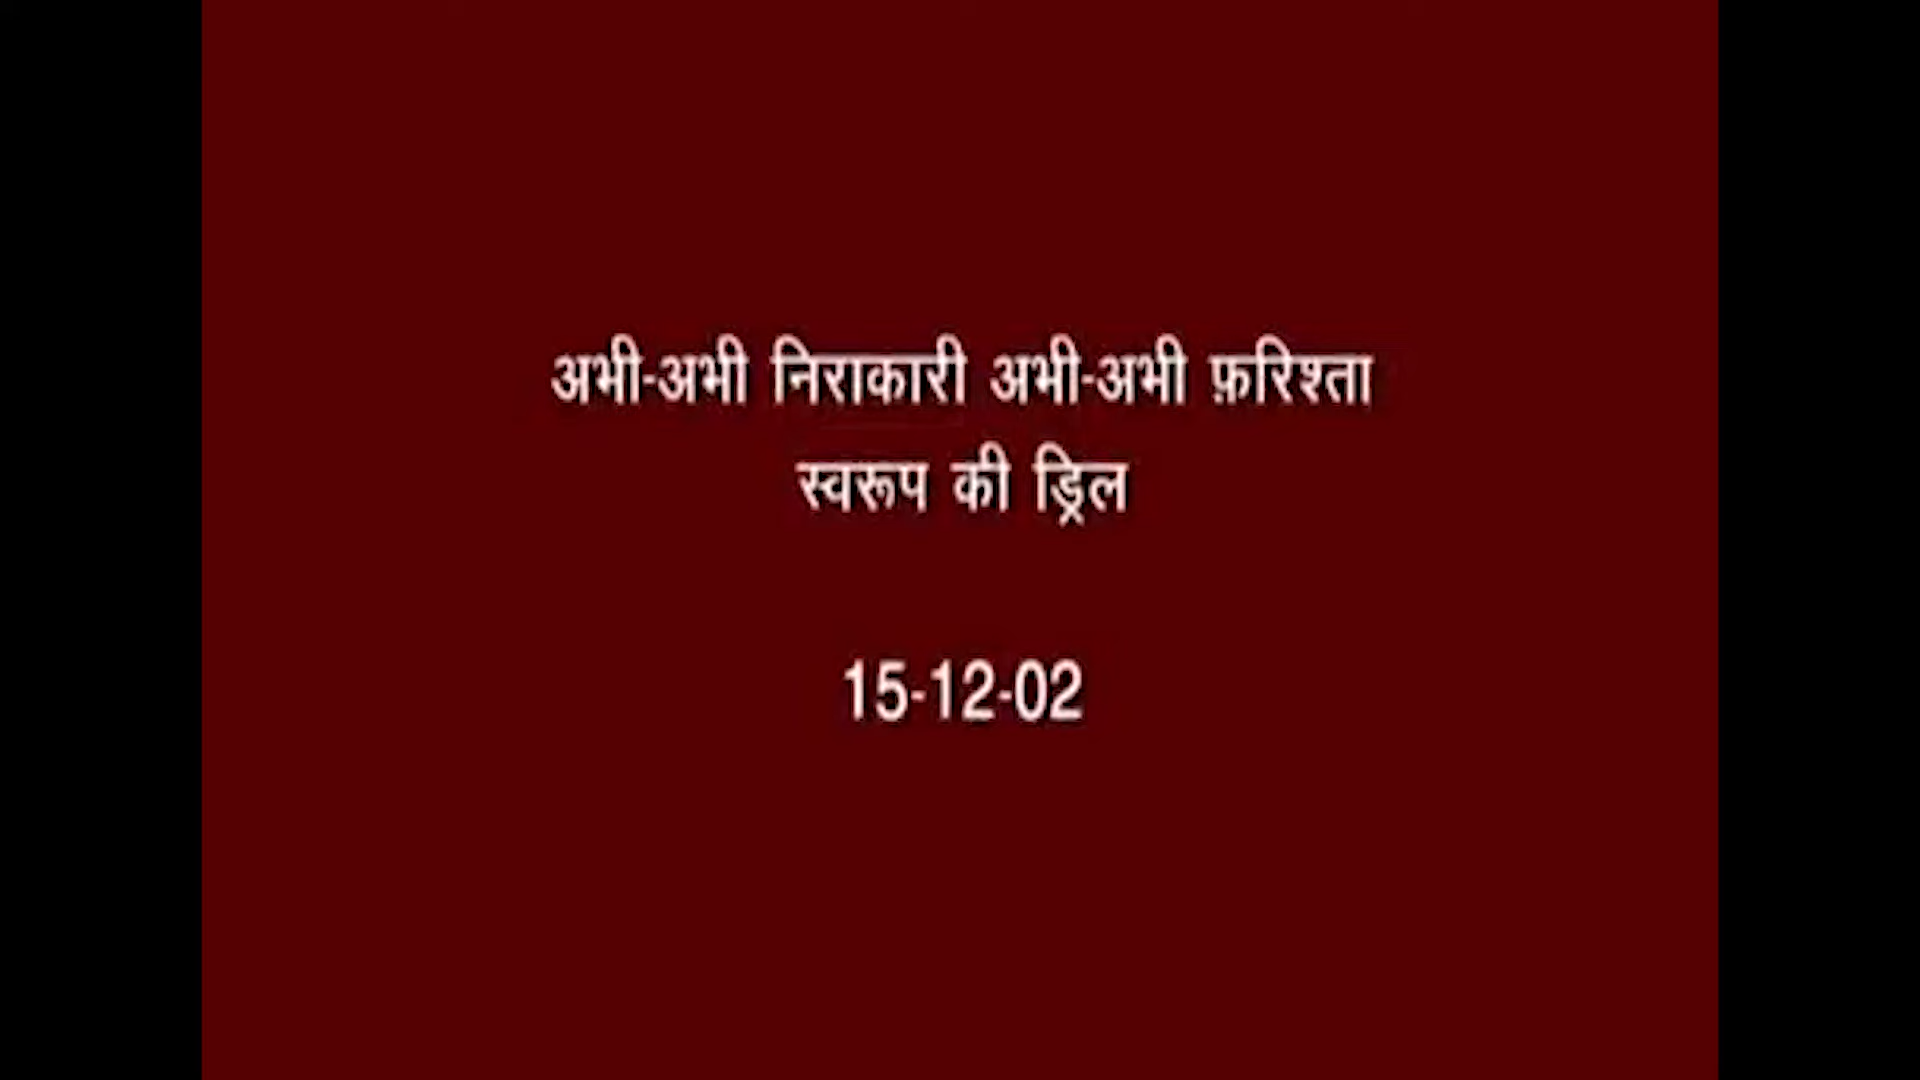 अभी-अभी निराकारी अभी-अभी फ़रिश्ता
स्वरूप की ड्रिल
15-12-02